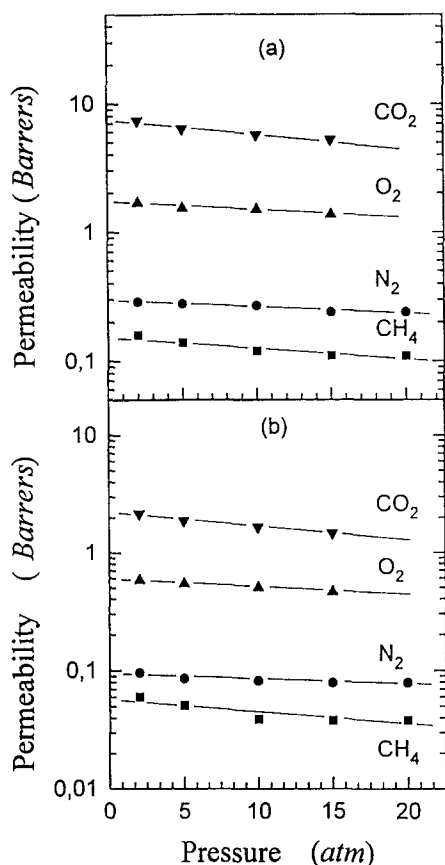 (a)
Permeability (Barrers)
10
1
0,1
CO2
O2
N2
CH4
(b)
Permeability ( Barrers)
10
1
0,1
0,01
CO2
O2
N2
CH4
0 5 10 15 20
Pressure (atm)